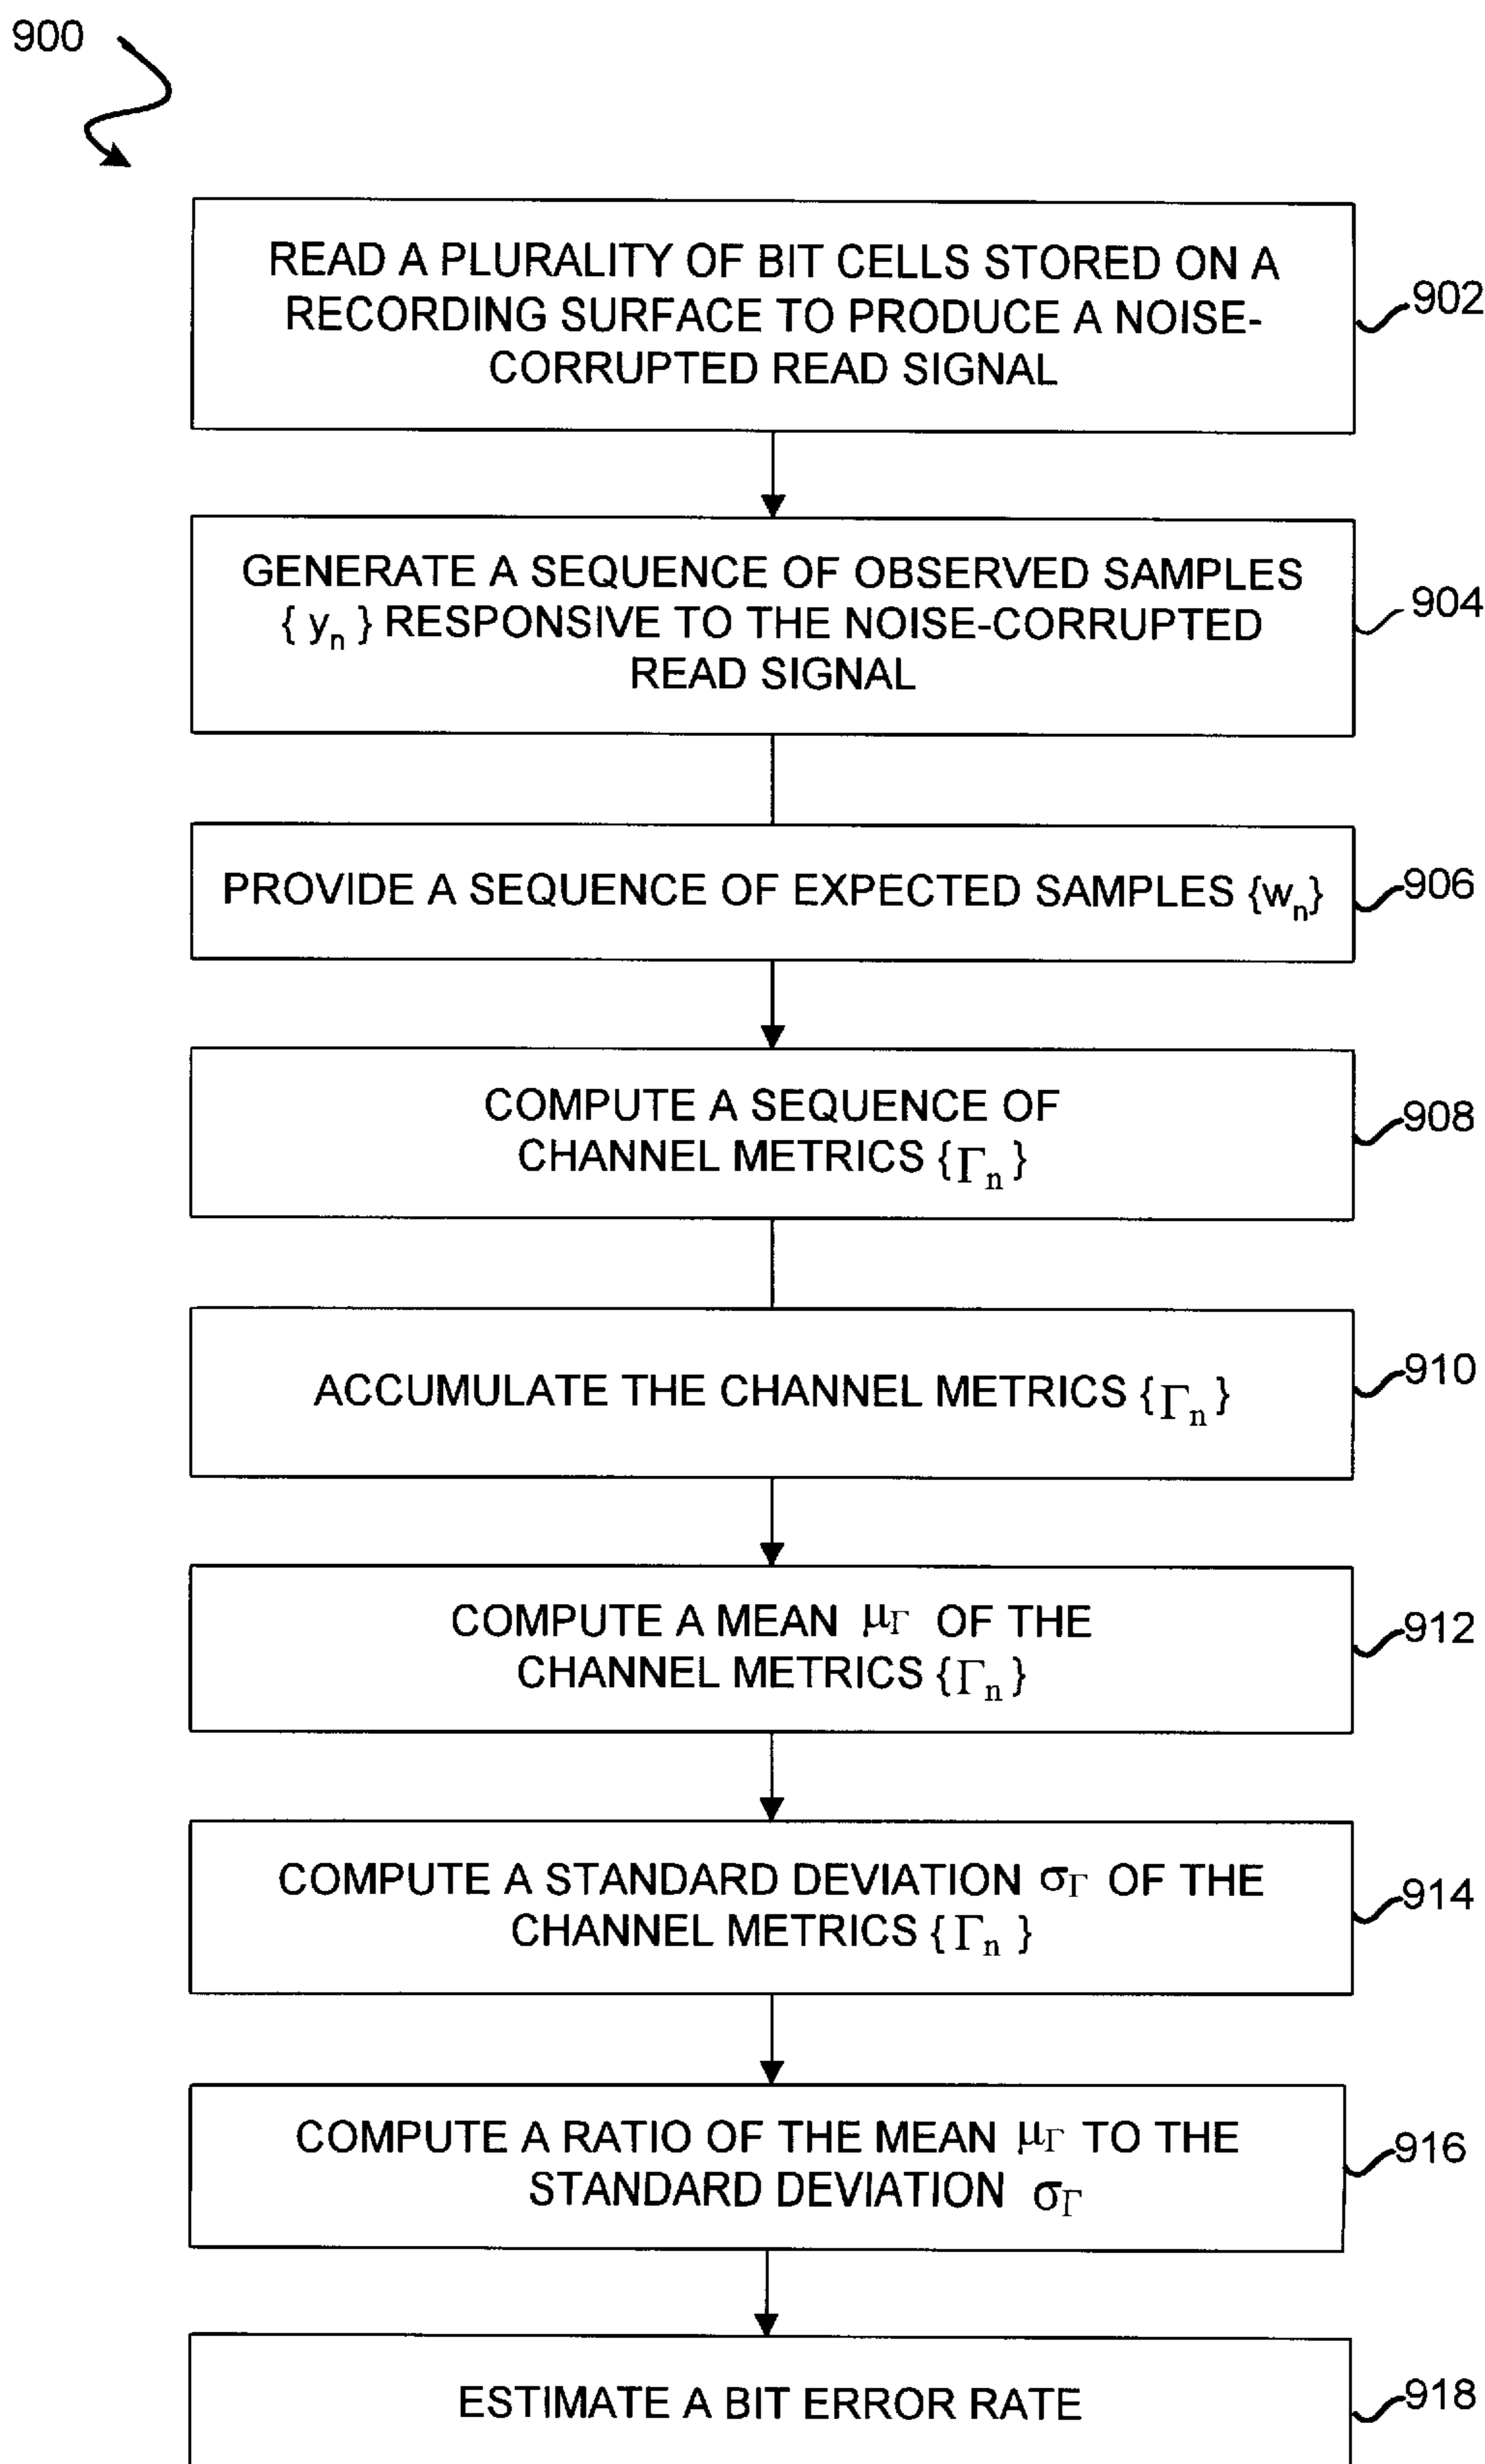 900
READ A PLURALITY OF BIT CELLS STORED ON A
RECORDING SURFACE TO PRODUCE A NOISE-
CORRUPTED READ SIGNAL
902
GENERATE A SEQUENCE OF OBSERVED SAMPLES
{ yₙ } RESPONSIVE TO THE NOISE-CORRUPTED
READ SIGNAL
904
PROVIDE A SEQUENCE OF EXPECTED SAMPLES {wₙ}
906
COMPUTE A SEQUENCE OF
CHANNEL METRICS {Γₙ}
908
ACCUMULATE THE CHANNEL METRICS {Γₙ}
910
COMPUTE A MEAN μ_Γ OF THE
CHANNEL METRICS {Γₙ}
912
COMPUTE A STANDARD DEVIATION σ_Γ OF THE
CHANNEL METRICS {Γₙ }
914
COMPUTE A RATIO OF THE MEAN μ_Γ TO THE
STANDARD DEVIATION σ_Γ
916
ESTIMATE A BIT ERROR RATE
918